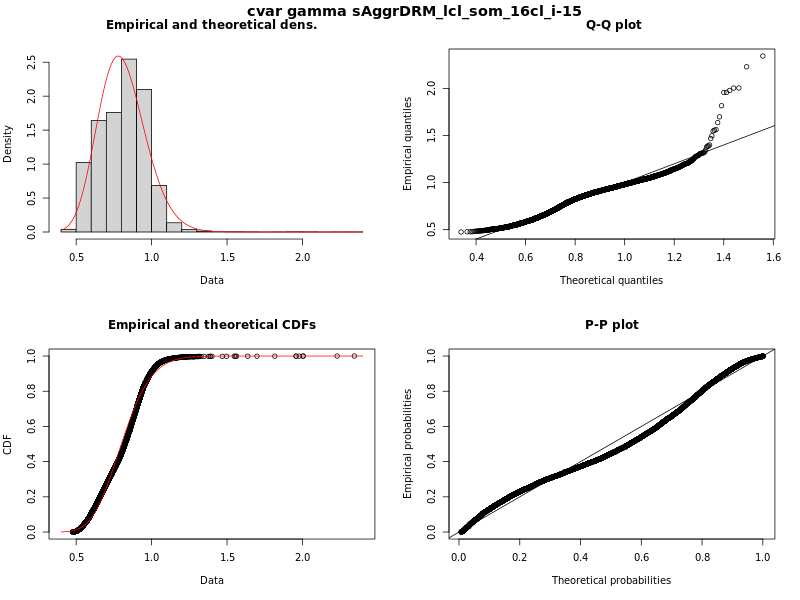 cvar gamma sAggrDRM_lcl_som_16cl_i-15
Empirical and theoretical dens.
Density
0.0 0.5 1.0 1.5 2.0 2.5
0.5 1.0 1.5 2.0
Data
Q-Q plot
Empirical quantiles
0.5 1.0 1.5 2.0
0.4 0.6 0.8 1.0 1.2 1.4 1.6
Theoretical quantiles
Empirical and theoretical CDFs
CDF
0.0 0.2 0.4 0.6 0.8 1.0
0.5 1.0 1.5 2.0
Data
P-P plot
Empirical probabilities
0.0 0.2 0.4 0.6 0.8 1.0
0.0 0.2 0.4 0.6 0.8 1.0
Theoretical probabilities